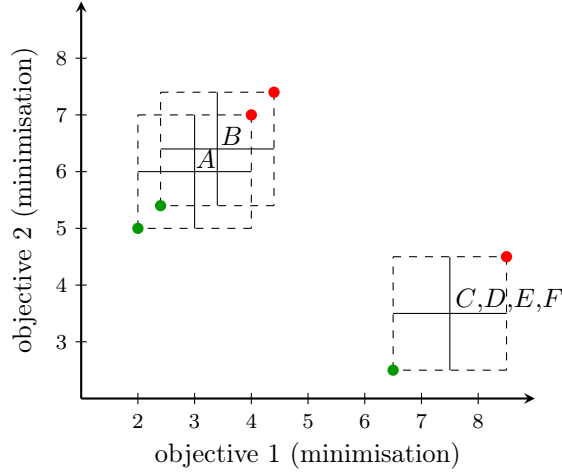 objective 2 (minimisation)
8
7
6
5
4
3
B
A
C,D,E,F
2 3 4 5 6 7 8
objective 1 (minimisation)